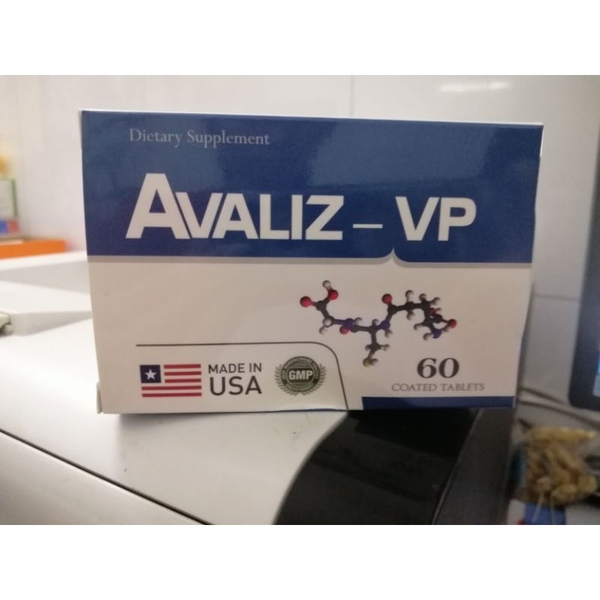 Dietary Supplement
AVALIZ – VP
MADE IN
USA
GMP
60
COATED TABLETS